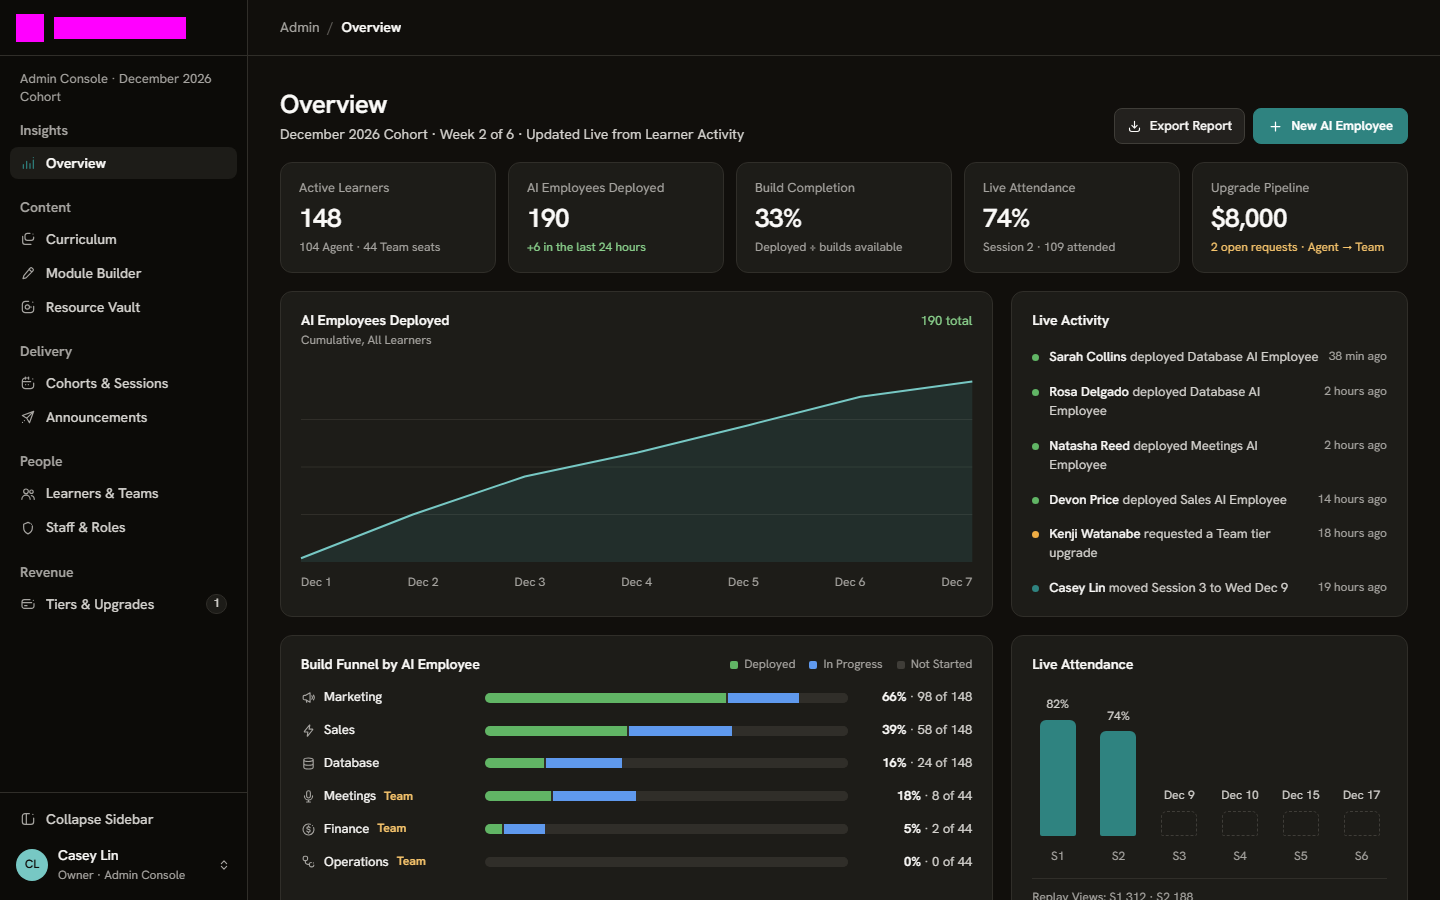 Admin Console · December 2026
Cohort
Insights
Overview
Content
Curriculum
Module Builder
Resource Vault
Delivery
Cohorts & Sessions
Announcements
People
Learners & Teams
Staff & Roles
Revenue
Tiers & Upgrades 1
Collapse Sidebar
CL
Casey Lin
Owner · Admin Console
Admin / Overview
Overview
December 2026 Cohort · Week 2 of 6 · Updated Live from Learner Activity
Export Report
New AI Employee
Active Learners
148
104 Agent · 44 Team seats
AI Employees Deployed
190
+6 in the last 24 hours
Build Completion
33%
Deployed ÷ builds available
Live Attendance
74%
Session 2 · 109 attended
Upgrade Pipeline
$8,000
2 open requests · Agent → Team
AI Employees Deployed 190 total
Cumulative, All Learners
Dec 1 Dec 2 Dec 3 Dec 4 Dec 5 Dec 6 Dec 7
Live Activity
Sarah Collins deployed Database AI Employee 38 min ago
Rosa Delgado deployed Database AI 2 hours ago
Employee
Natasha Reed deployed Meetings AI 2 hours ago
Employee
Devon Price deployed Sales AI Employee 14 hours ago
Kenji Watanabe requested a Team tier 18 hours ago
upgrade
Casey Lin moved Session 3 to Wed Dec 9 19 hours ago
Build Funnel by AI Employee Deployed In Progress Not Started
Marketing 66% · 98 of 148
Sales 39% · 58 of 148
Database 16% · 24 of 148
Meetings Team 18% · 8 of 44
Finance Team 5% · 2 of 44
Operations Team 0% · 0 of 44
Live Attendance
82% 74%
Dec 9 Dec 10 Dec 15 Dec 17
S1 S2 S3 S4 S5 S6
Replay Views: S1 312 · S2 188